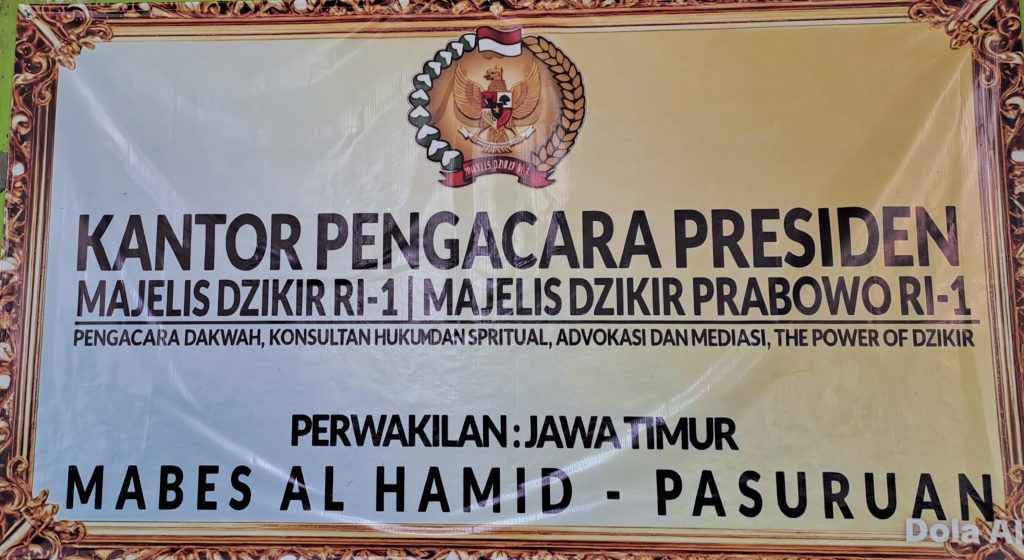 MAJELIS DZIKIR RI-1
KANTOR PENGACARA PRESIDEN
MAJELIS DZIKIR RI-1 | MAJELIS DZIKIR PRABOWO RI-1
PENGACARA DAKWAH, KONSULTAN HUKUMDAN SPRITUAL, ADVOKASI DAN MEDIASI, THE POWER OF DZIKIR
PERWAKILAN : JAWA TIMUR
MABES AL HAMID - PASURUAN
Dola AI